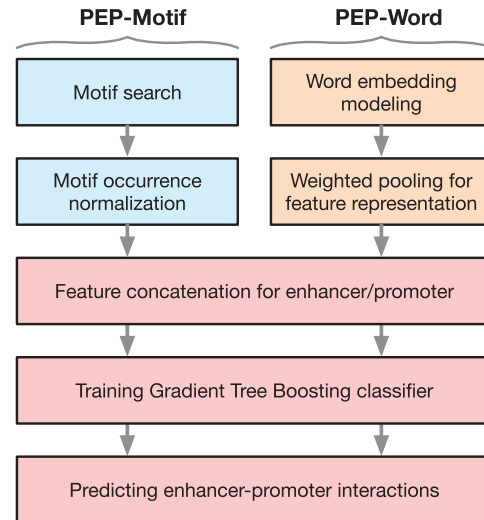 PEP-Motif
PEP-Word
Motif search
Word embedding
modeling
Motif occurrence
normalization
Weighted pooling for
feature representation
Feature concatenation for enhancer/promoter
Training Gradient Tree Boosting classifier
Predicting enhancer-promoter interactions